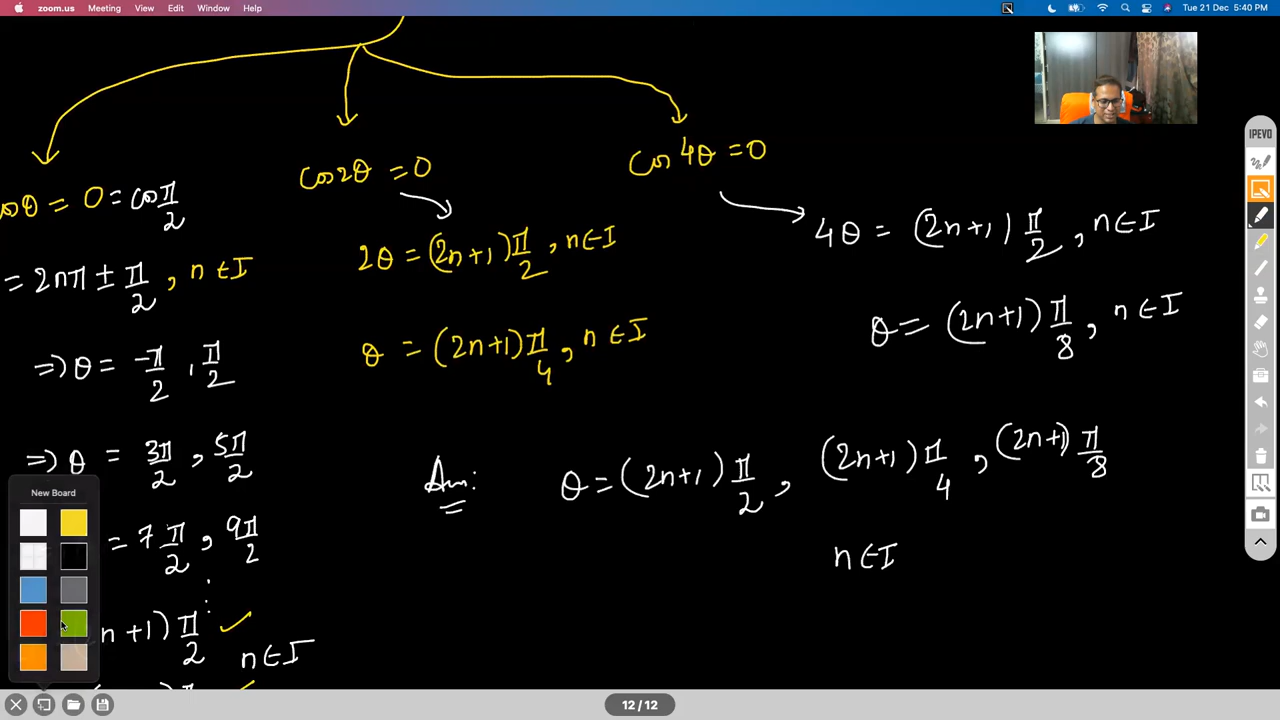 zoom.us Meeting View Edit Window Help Tue 21 Dec 5:40 PM
IPEVO
cosθ = 0 = cos π/2
= 2nπ ± π/2 , n ∈ I
⇒ θ = -π/2 , π/2
⇒ θ = 3π/2 , 5π/2
= 7π/2 , 9π/2
:
n+1) π/2 ✓
n ∈ I
cos2θ = 0
2θ = (2n+1) π/2 , n ∈ I
θ = (2n+1) π/4 , n ∈ I
cos 4θ = 0
4θ = (2n+1) π/2 , n ∈ I
θ = (2n+1) π/8 , n ∈ I
Ans: θ = (2n+1) π/2 , (2n+1) π/4 , (2n+1) π/8
n ∈ I
New Board
12 / 12